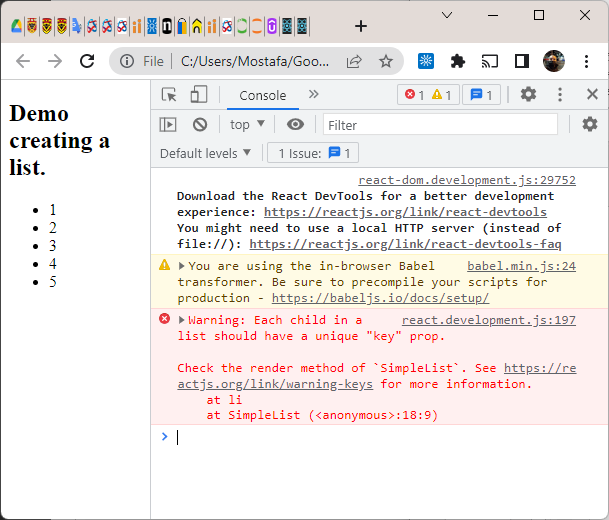 File
C:/Users/Mostafa/Goo...
Demo
creating a
list.
1
2
3
4
5
Console
1
1
1
top
Filter
Default levels
1 Issue:
1
react-dom.development.js:29752
Download the React DevTools for a better development
experience: https://reactjs.org/link/react-devtools
You might need to use a local HTTP server (instead of
file://): https://reactjs.org/link/react-devtools-faq
You are using the in-browser Babel babel.min.js:24
transformer. Be sure to precompile your scripts for
production - https://babeljs.io/docs/setup/
Warning: Each child in a react.development.js:197
list should have a unique "key" prop.
Check the render method of `SimpleList`. See https://re
actjs.org/link/warning-keys for more information.
at li
at SimpleList (<anonymous>:18:9)